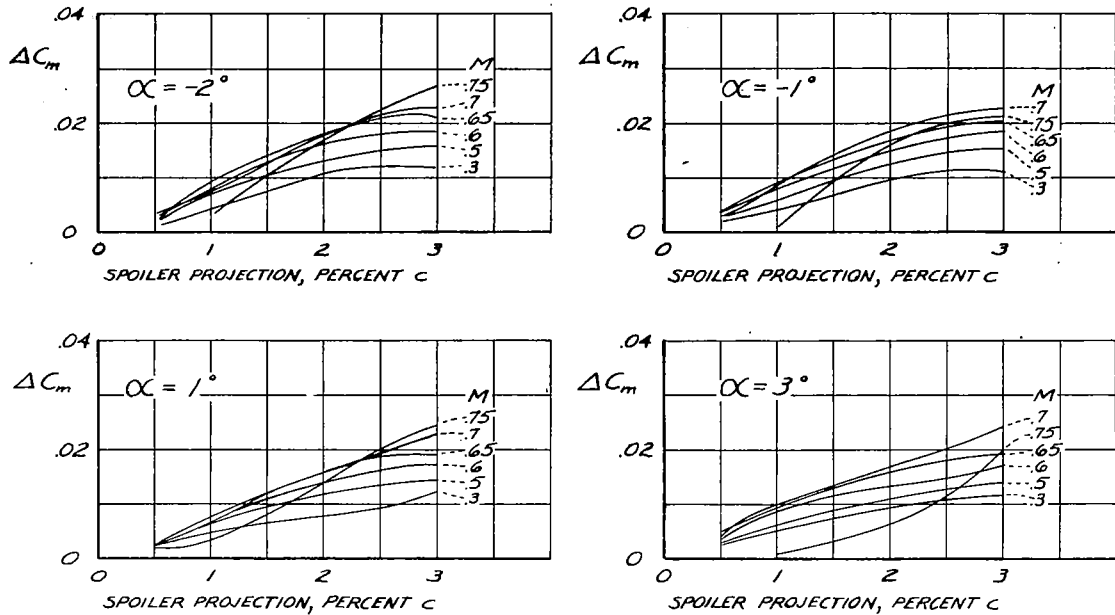 .04
ΔCm
α = -2°
M
.75
.7
.65
.6
.5
.3
.02
0
0 1 2 3
SPOILER PROJECTION, PERCENT C
.04
ΔCm
α = -1°
M
.7
.75
.65
.6
.5
.3
.02
0
0 1 2 3
SPOILER PROJECTION, PERCENT C
.04
ΔCm
α = 1°
M
.75
.7
.65
.6
.5
.3
.02
0
0 1 2 3
SPOILER PROJECTION, PERCENT C
.04
ΔCm
α = 3°
M
.7
.75
.65
.6
.5
.3
.02
0
0 1 2 3
SPOILER PROJECTION, PERCENT C